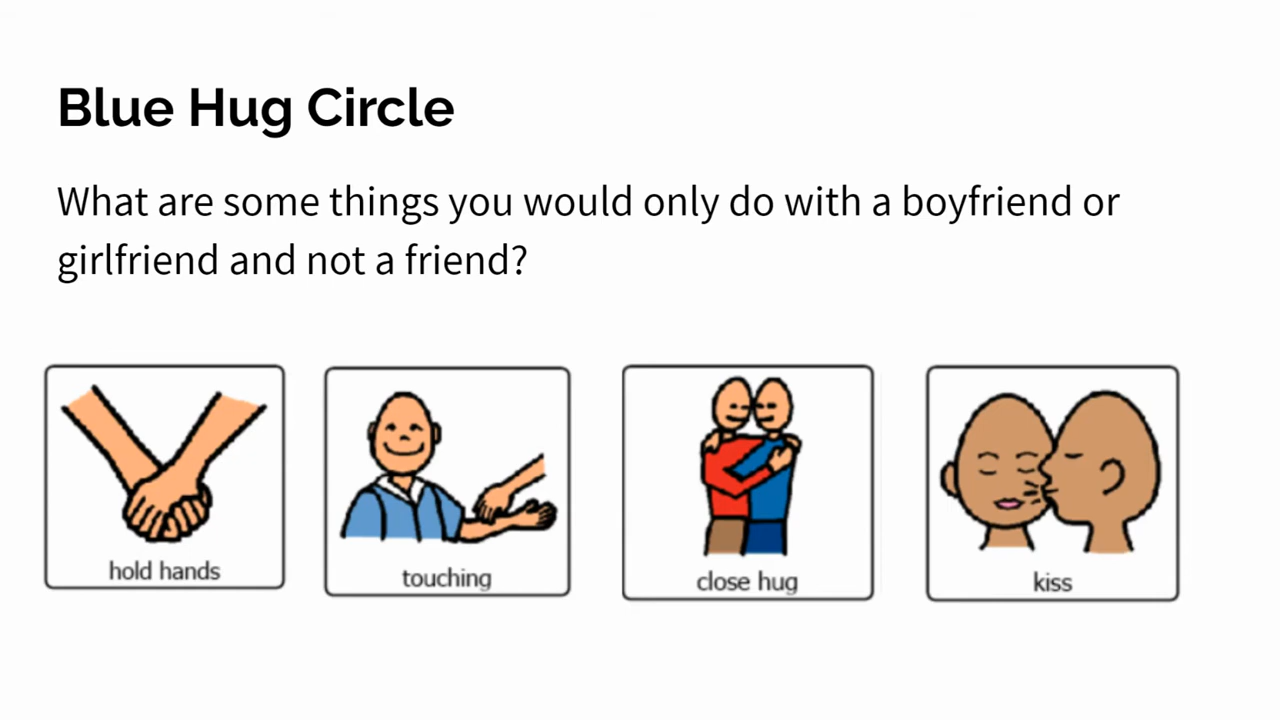 Blue Hug Circle
What are some things you would only do with a boyfriend or
girlfriend and not a friend?
hold hands
touching
close hug
kiss